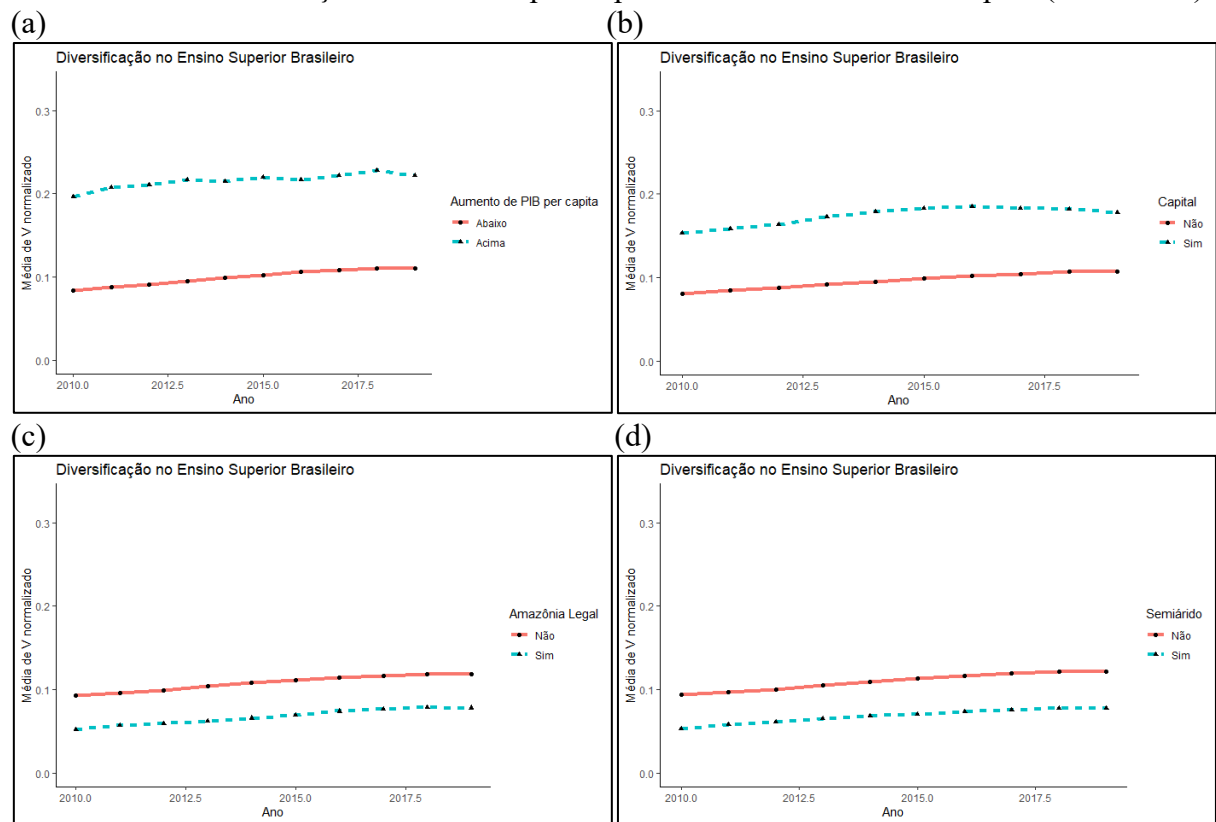 (a)
Diversificação no Ensino Superior Brasileiro
Média de V normalizado
0.3
0.2
0.1
0.0
2010.0 2012.5 2015.0 2017.5
Ano
Aumento de PIB per capita
Abaixo
Acima
(b)
Diversificação no Ensino Superior Brasileiro
Média de V normalizado
0.3
0.2
0.1
0.0
2010.0 2012.5 2015.0 2017.5
Ano
Capital
Não
Sim
(c)
Diversificação no Ensino Superior Brasileiro
Média de V normalizado
0.3
0.2
0.1
0.0
2010.0 2012.5 2015.0 2017.5
Ano
Amazônia Legal
Não
Sim
(d)
Diversificação no Ensino Superior Brasileiro
Média de V normalizado
0.3
0.2
0.1
0.0
2010.0 2012.5 2015.0 2017.5
Ano
Semiárido
Não
Sim